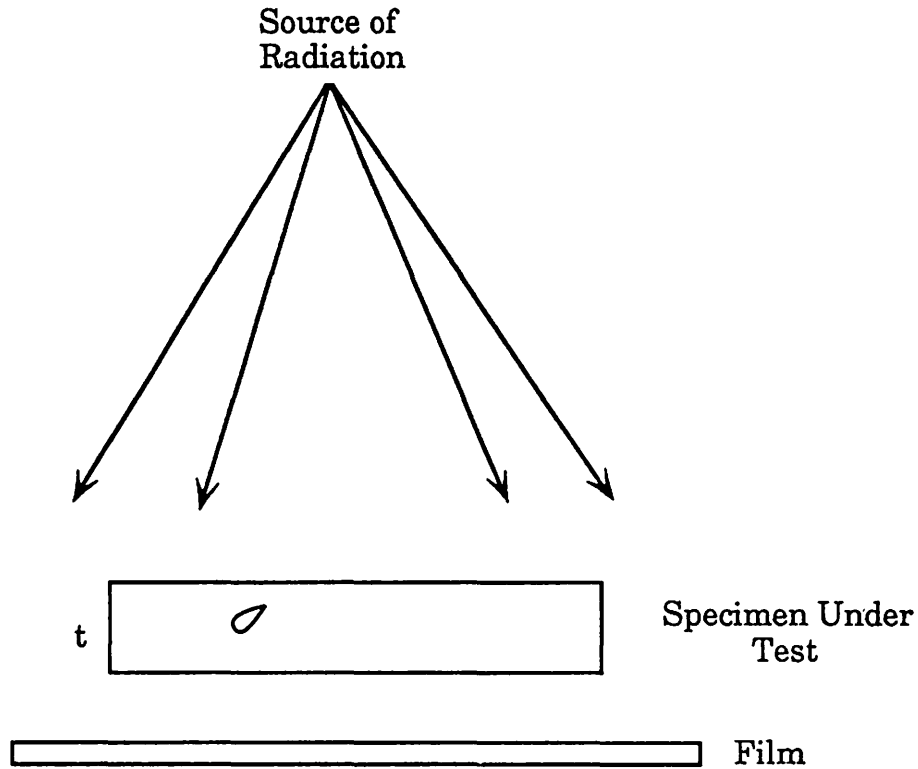 Source of
Radiation
t
Specimen Under
Test
Film